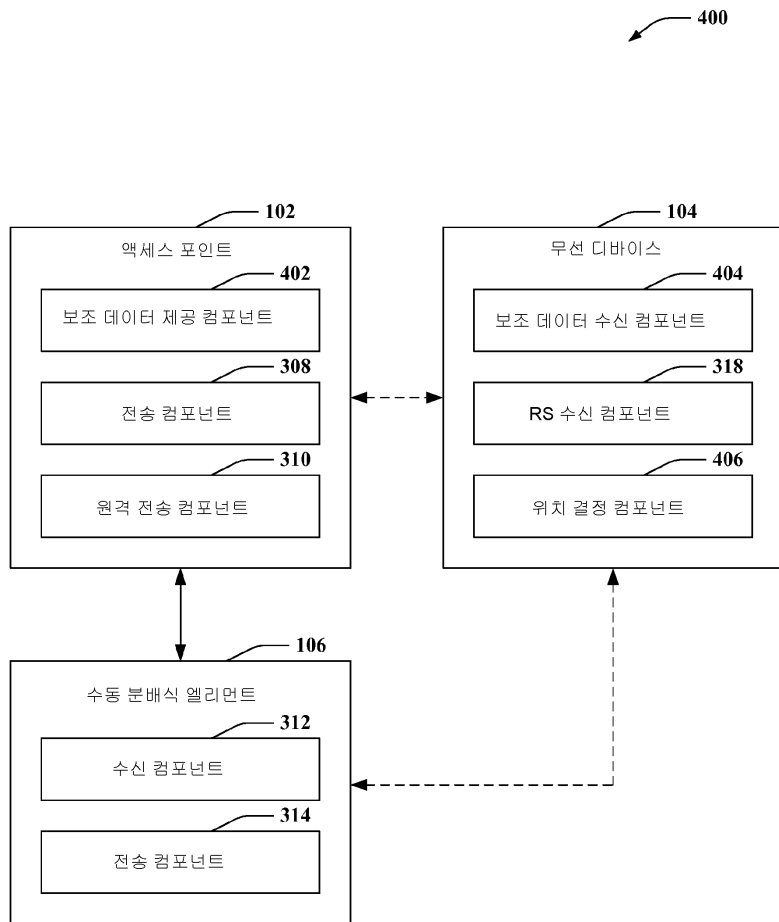 400
102
액세스 포인트
402
보조 데이터 제공 컴포넌트
308
전송 컴포넌트
310
원격 전송 컴포넌트
104
무선 디바이스
404
보조 데이터 수신 컴포넌트
318
RS 수신 컴포넌트
406
위치 결정 컴포넌트
106
수동 분배식 엘리먼트
312
수신 컴포넌트
314
전송 컴포넌트